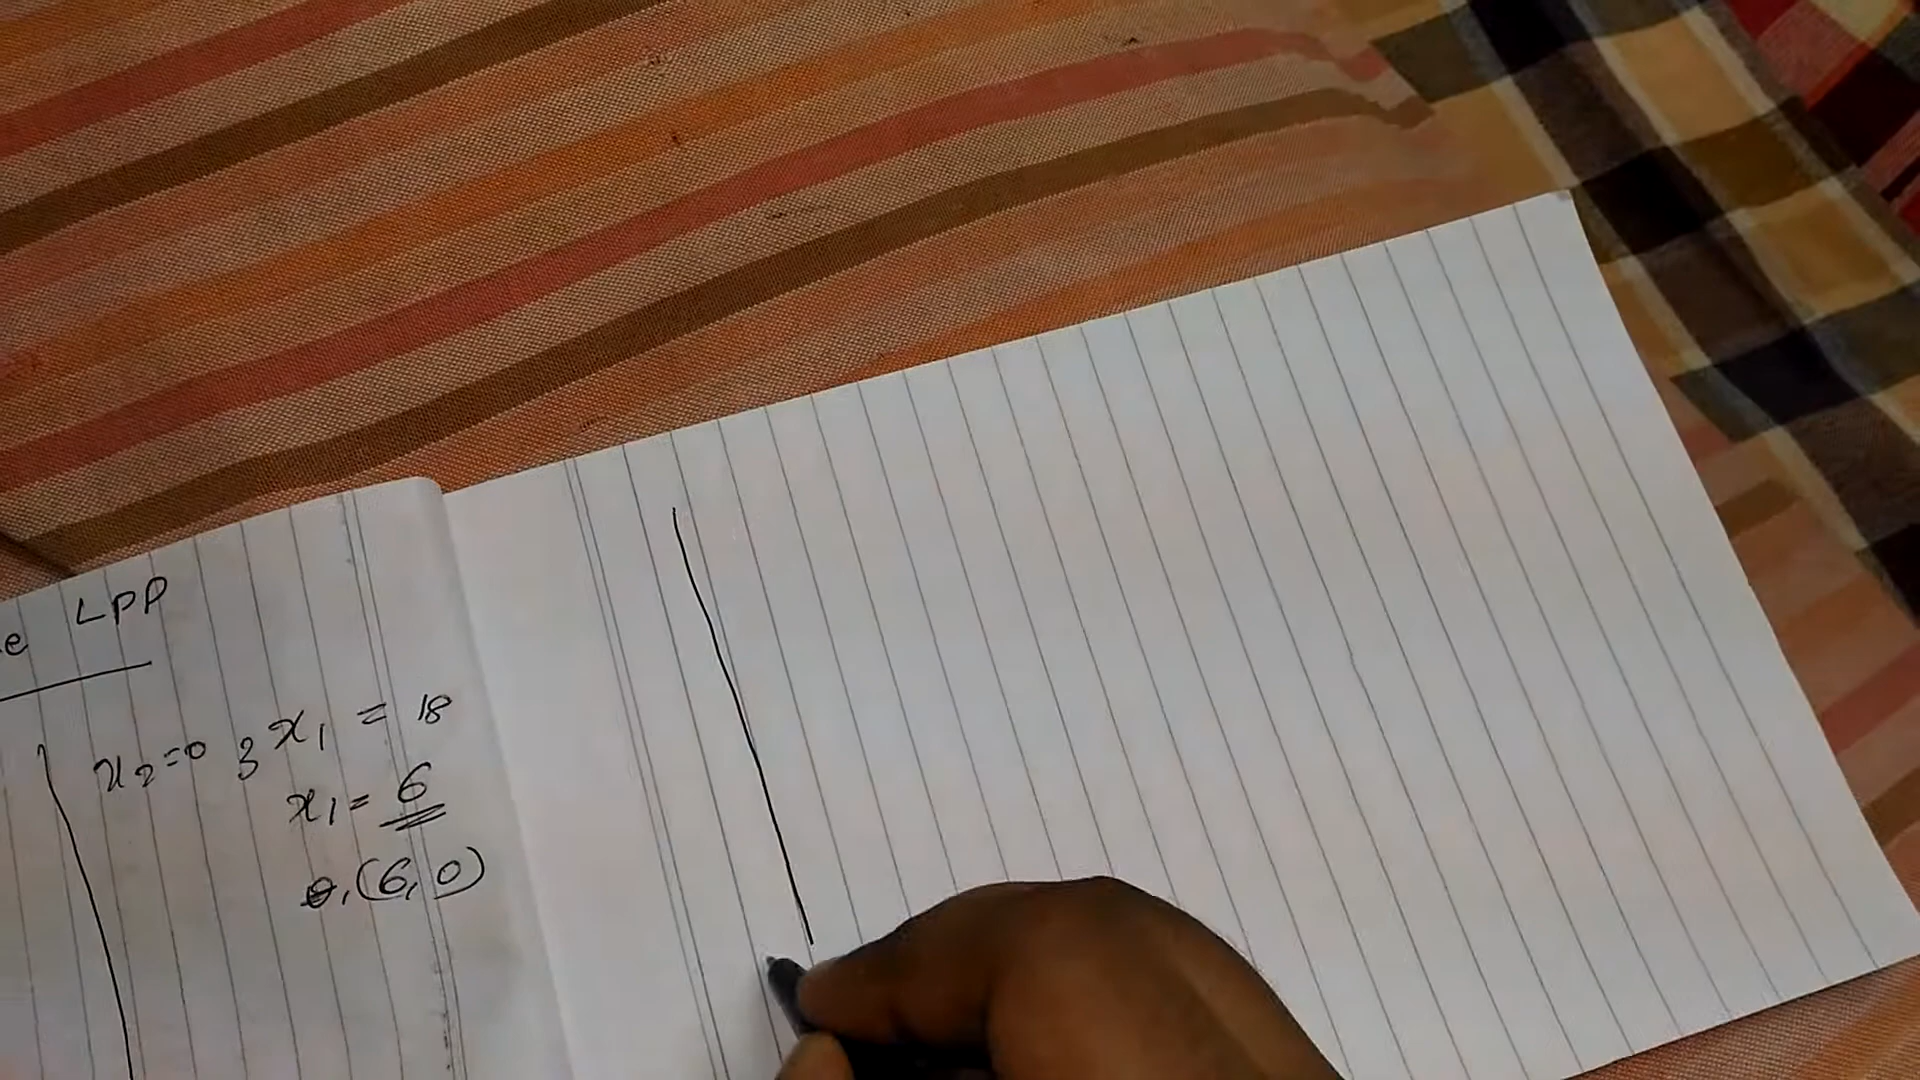 e LPP
x₂=0 3x₁ = 18
x₁ = 6
(6, 0)